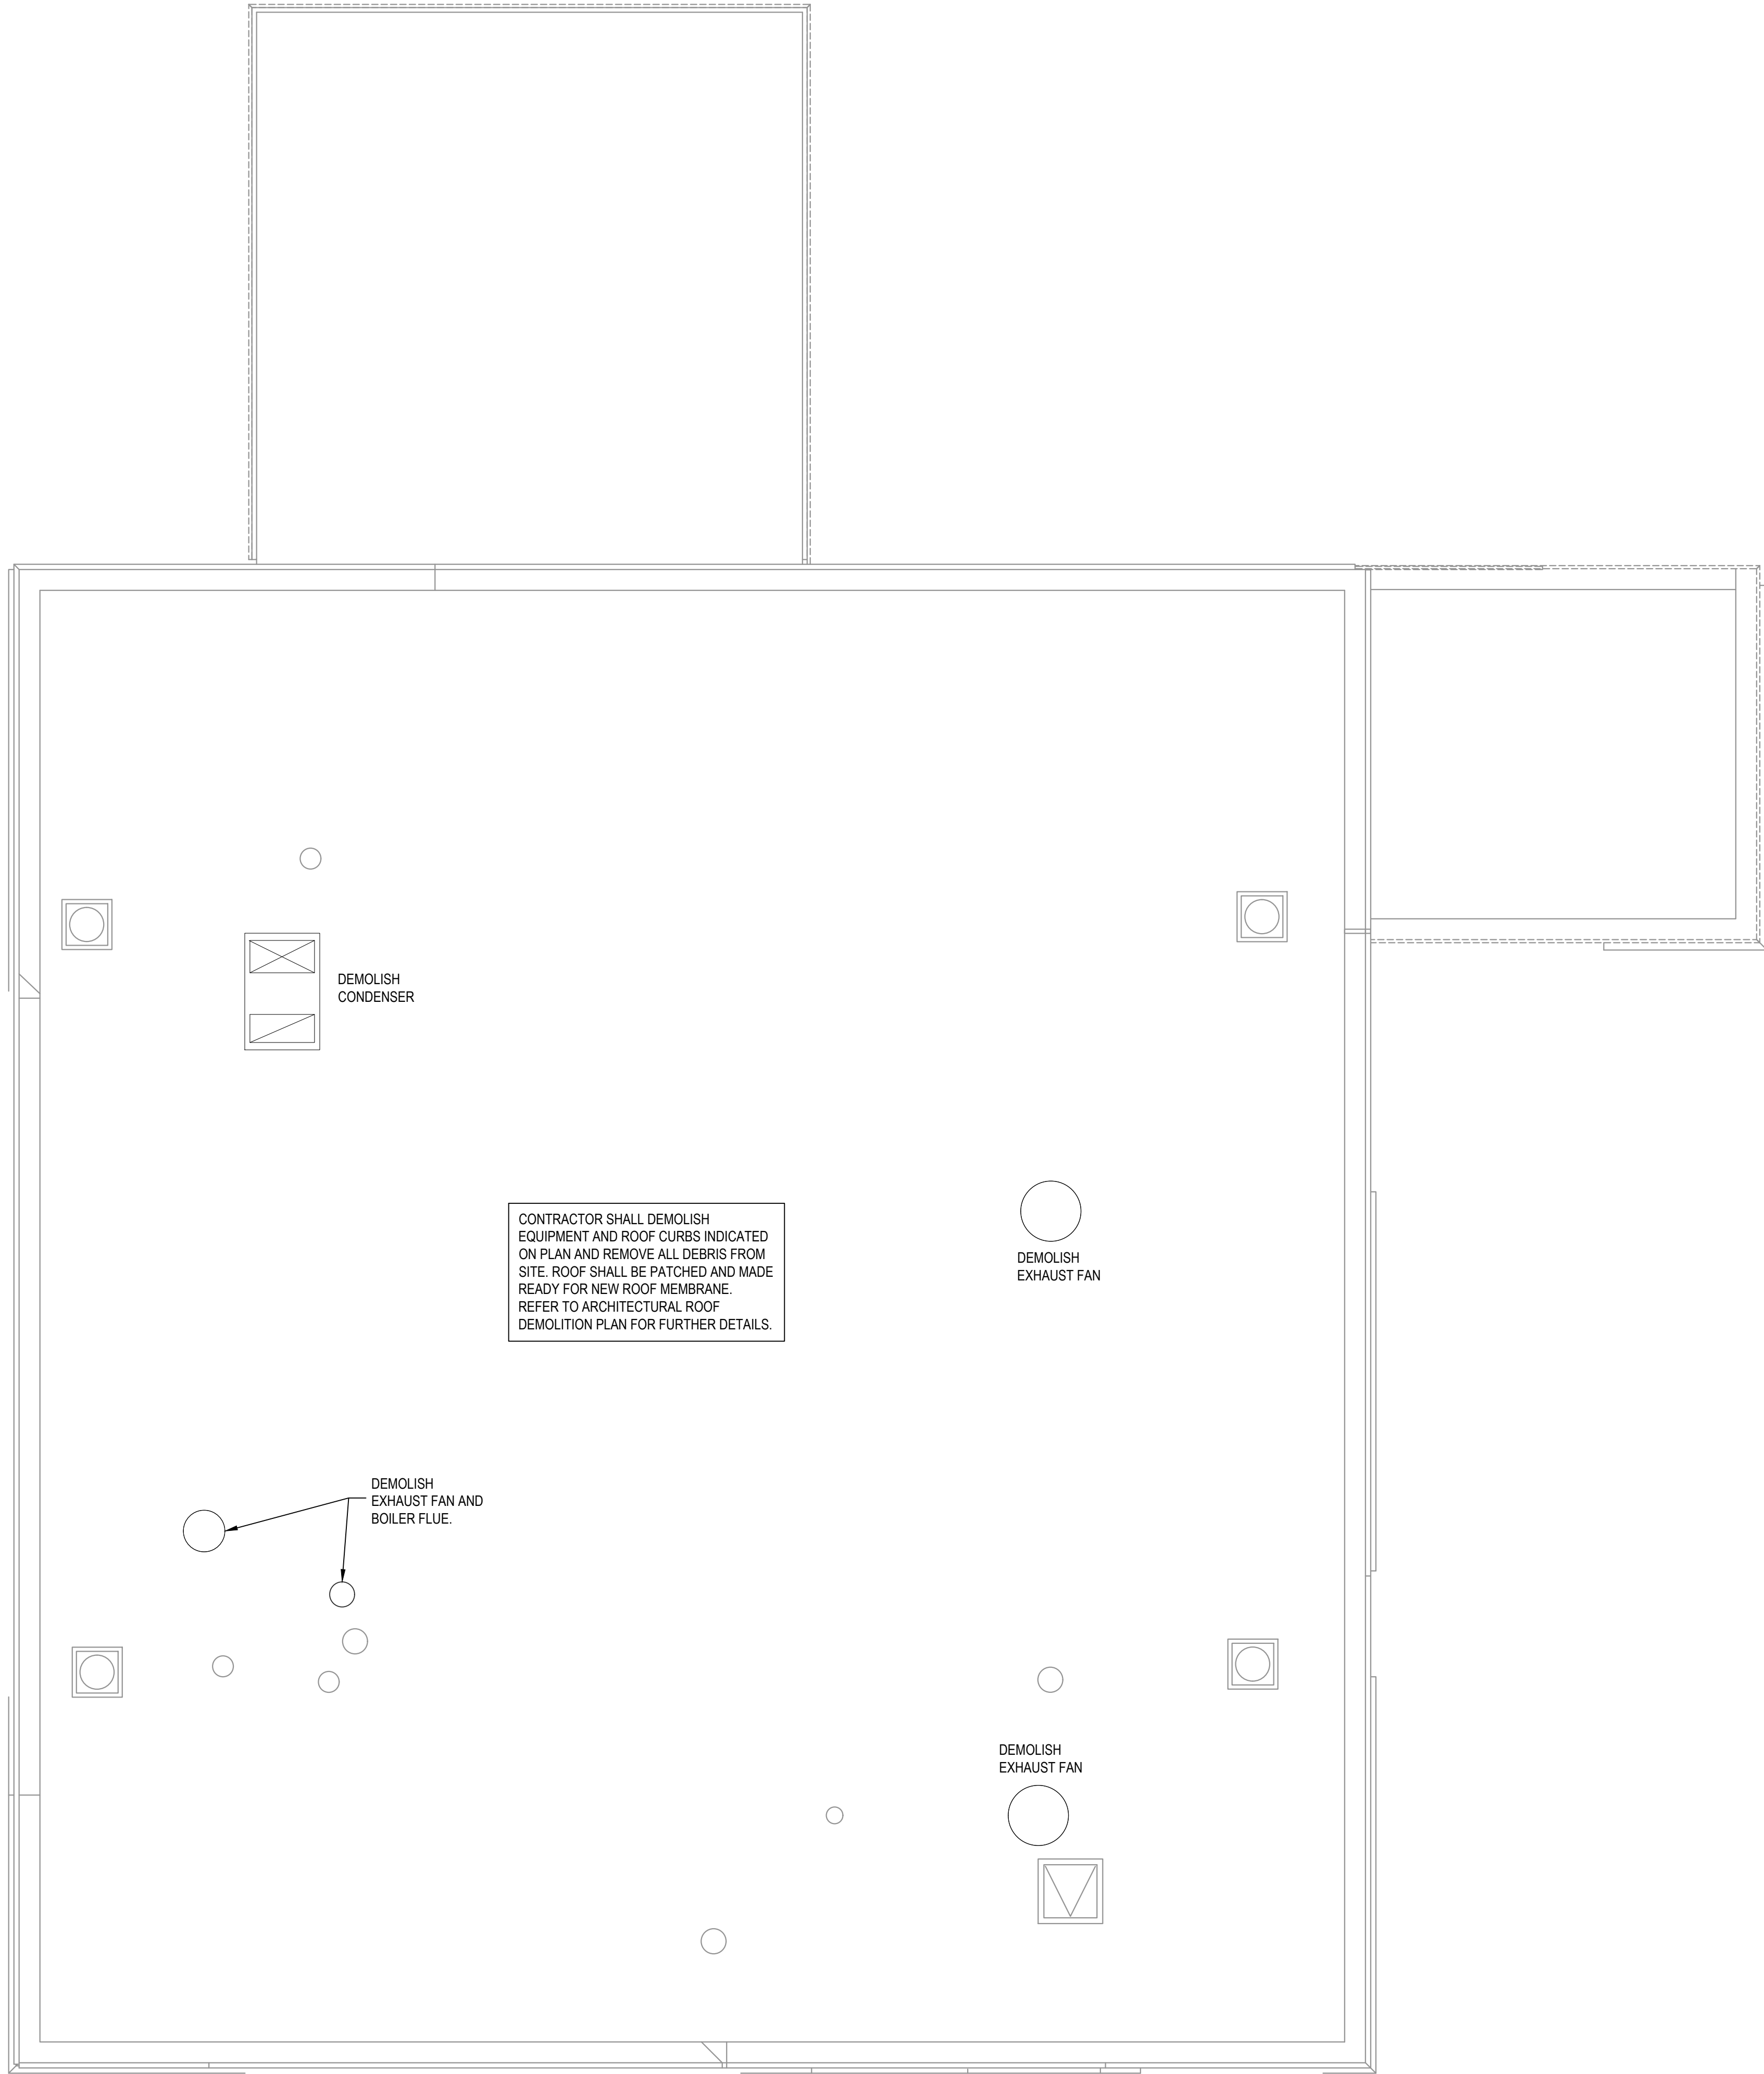 DEMOLISH
CONDENSER
CONTRACTOR SHALL DEMOLISH
EQUIPMENT AND ROOF CURBS INDICATED
ON PLAN AND REMOVE ALL DEBRIS FROM
SITE. ROOF SHALL BE PATCHED AND MADE
READY FOR NEW ROOF MEMBRANE.
REFER TO ARCHITECTURAL ROOF
DEMOLITION PLAN FOR FURTHER DETAILS.
DEMOLISH
EXHAUST FAN
DEMOLISH
EXHAUST FAN AND
BOILER FLUE.
DEMOLISH
EXHAUST FAN